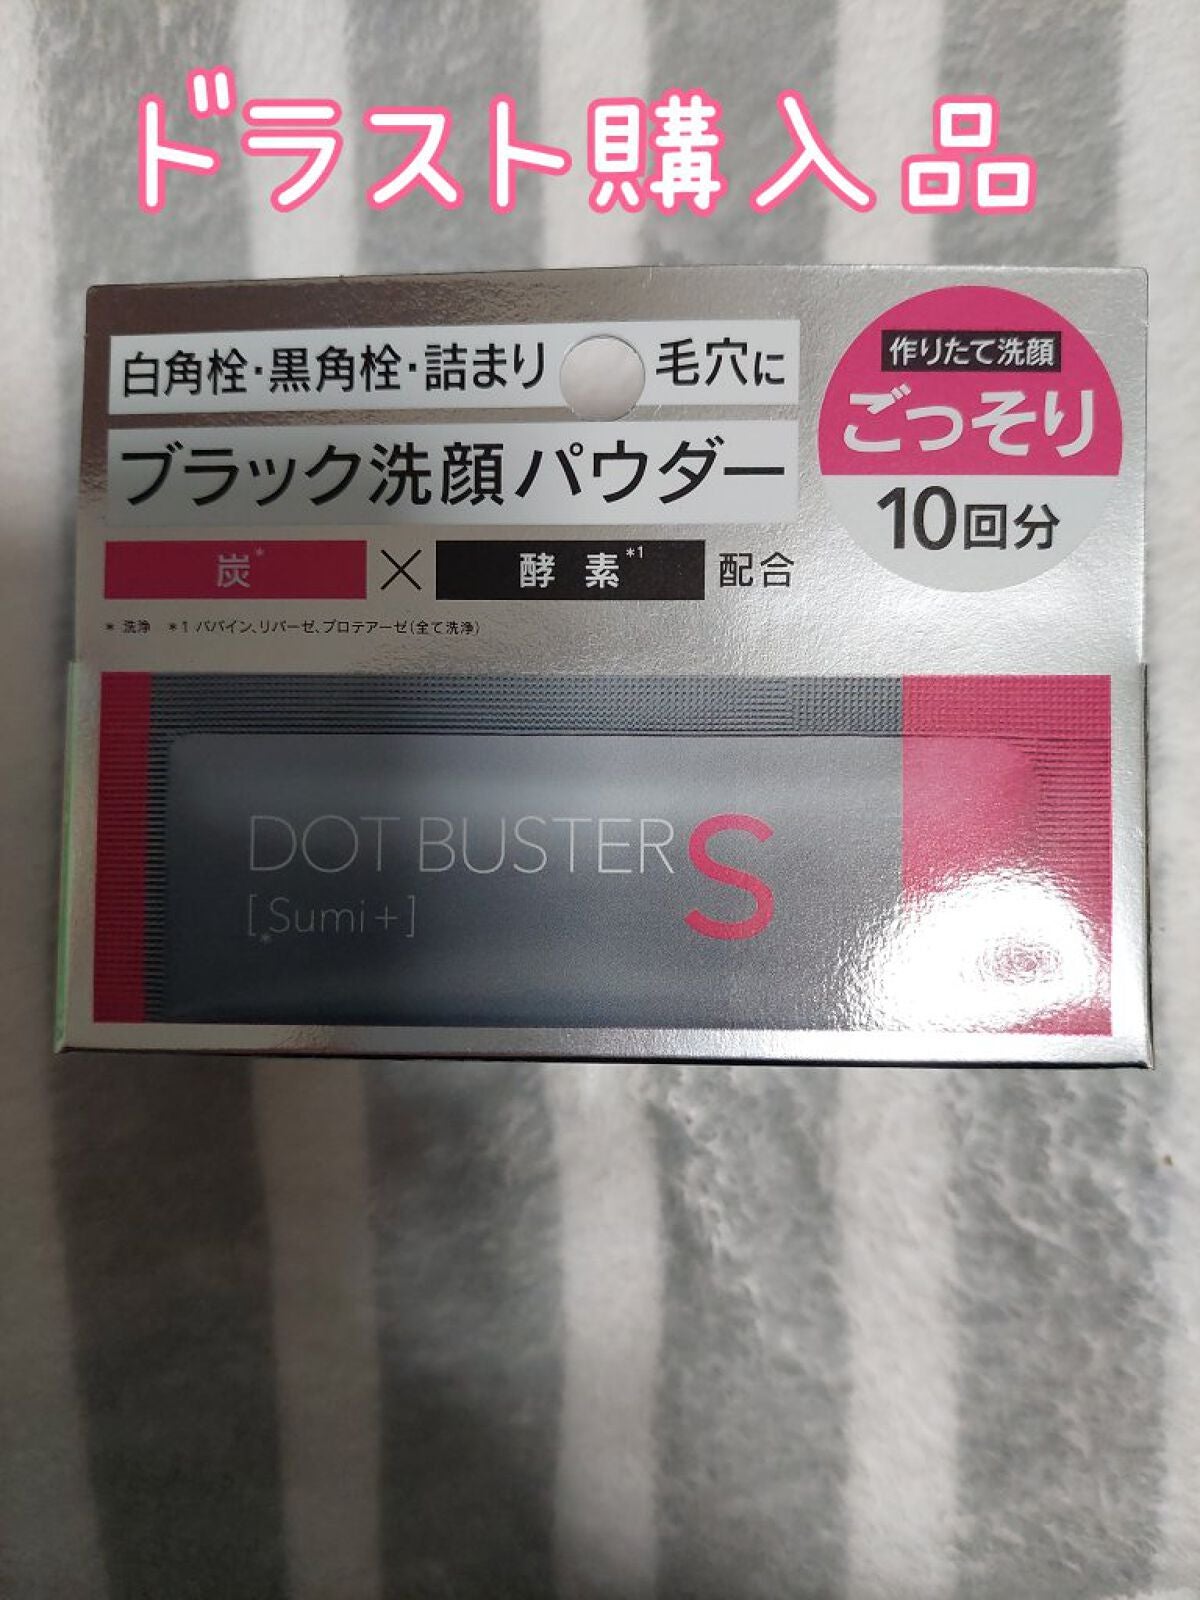 ドラスト購入品
白角栓・黒角栓・詰まり毛穴に
ブラック洗顔パウダー
炭* × 酵素*1 配合
* 洗浄 *1 パパイン、リパーゼ、プロテアーゼ(全て洗浄)
作りたて洗顔
ごっそり
10回分
DOT BUSTER S
[*Sumi+]